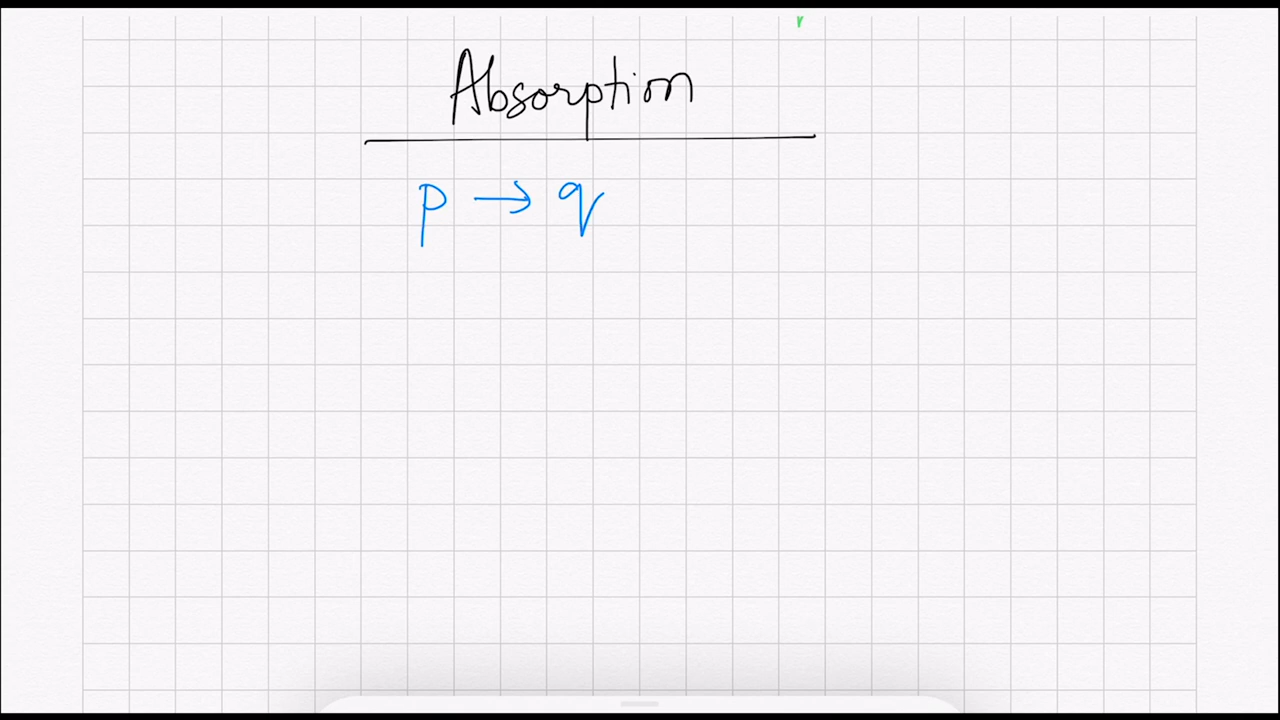 Absorption
p → q